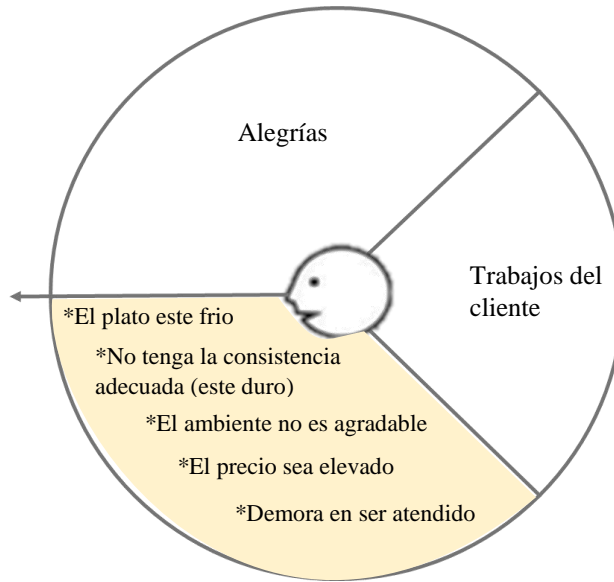 Alegrías
Trabajos del
cliente
*El plato este frio
*No tenga la consistencia
adecuada (este duro)
*El ambiente no es agradable
*El precio sea elevado
*Demora en ser atendido